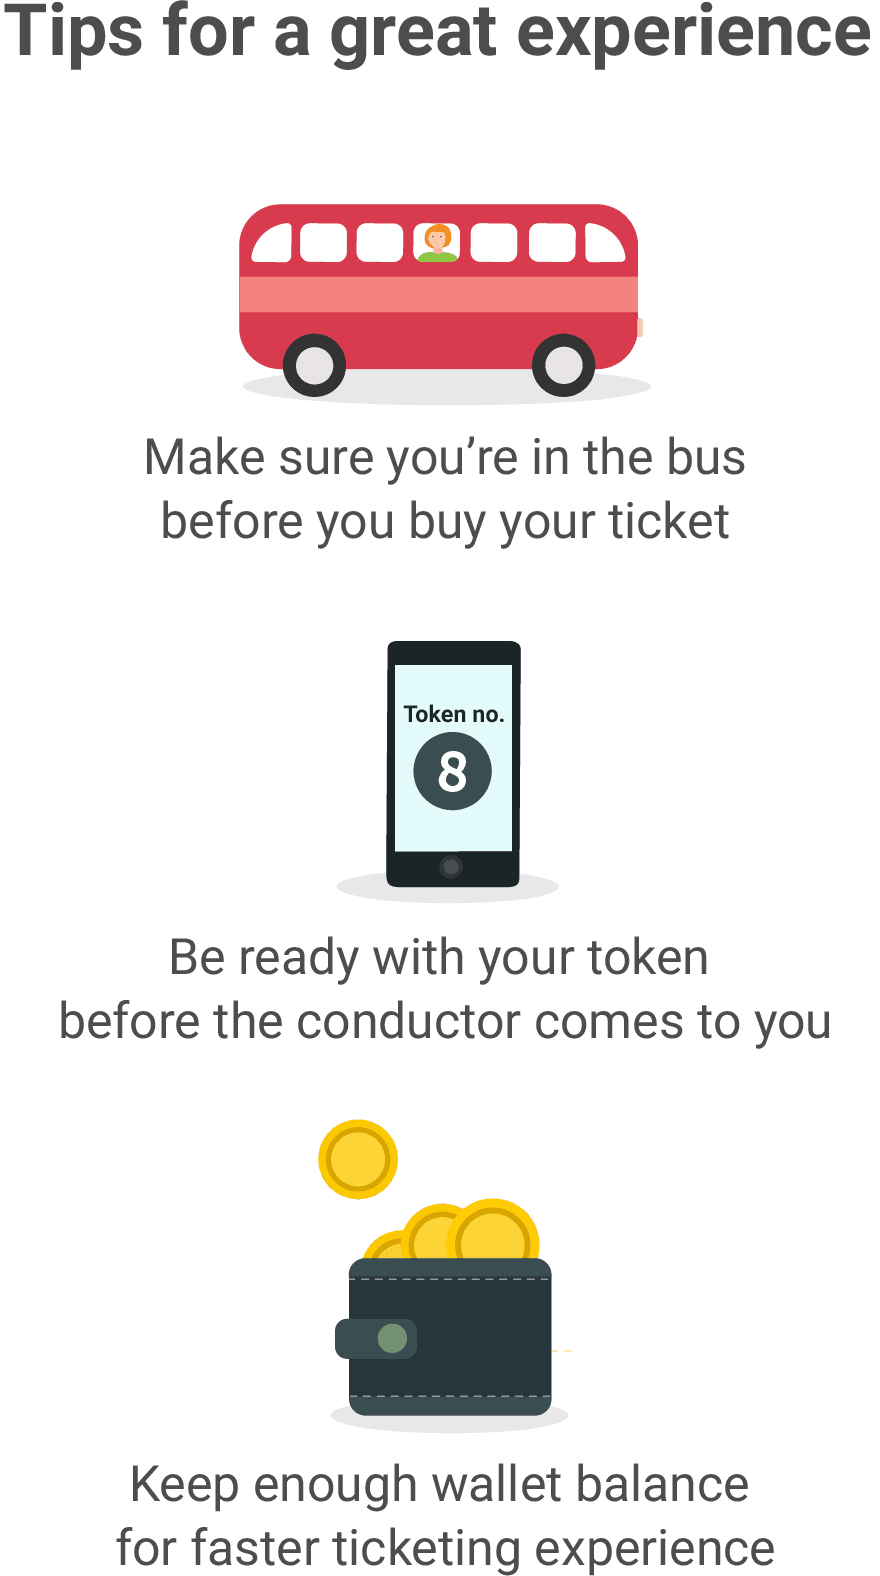 Tips for a great experience
Make sure you’re in the bus
before you buy your ticket
Token no.
8
Be ready with your token
before the conductor comes to you
Keep enough wallet balance
for faster ticketing experience